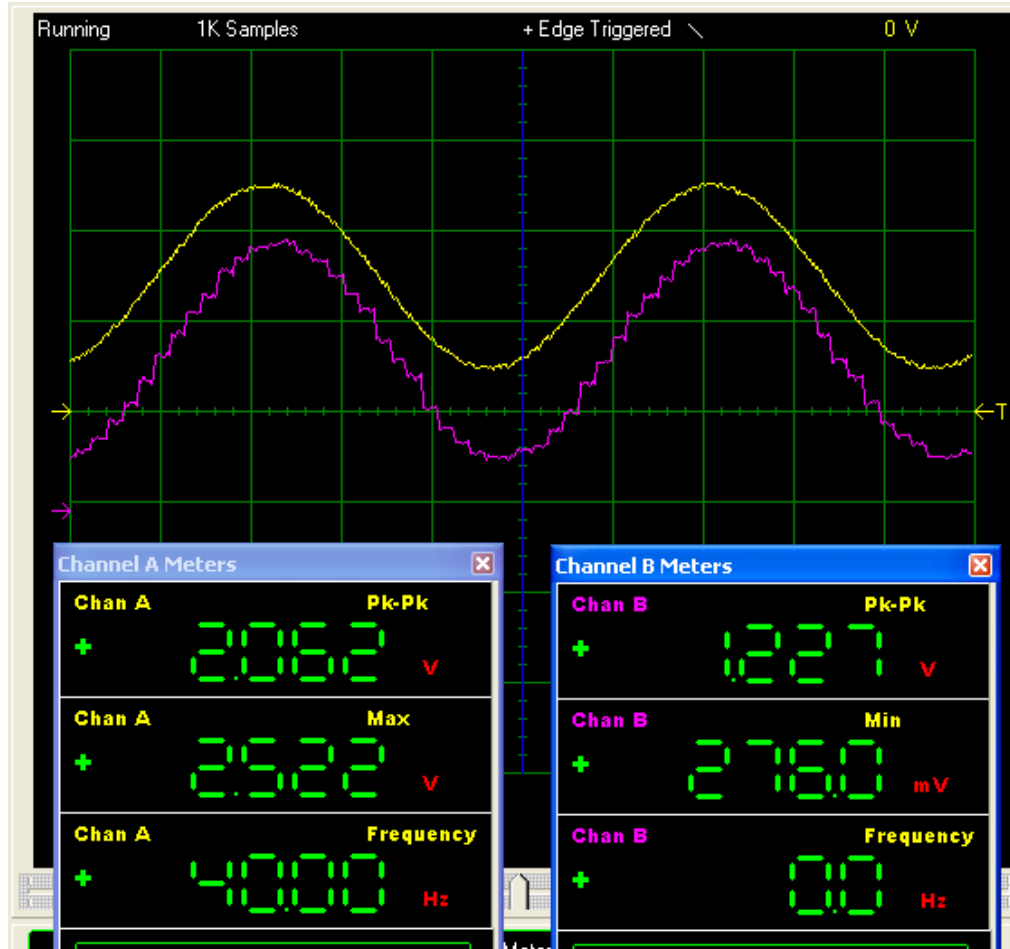 Running 1K Samples + Edge Triggered 0 V
T
Channel A Meters
Chan A Pk-Pk
+ 2.062 V
Chan A Max
+ 2.522 V
Chan A Frequency
+ 40.00 Hz
Channel B Meters
Chan B Pk-Pk
+ 1.227 V
Chan B Min
+ 276.0 mV
Chan B Frequency
+ 0.0 Hz